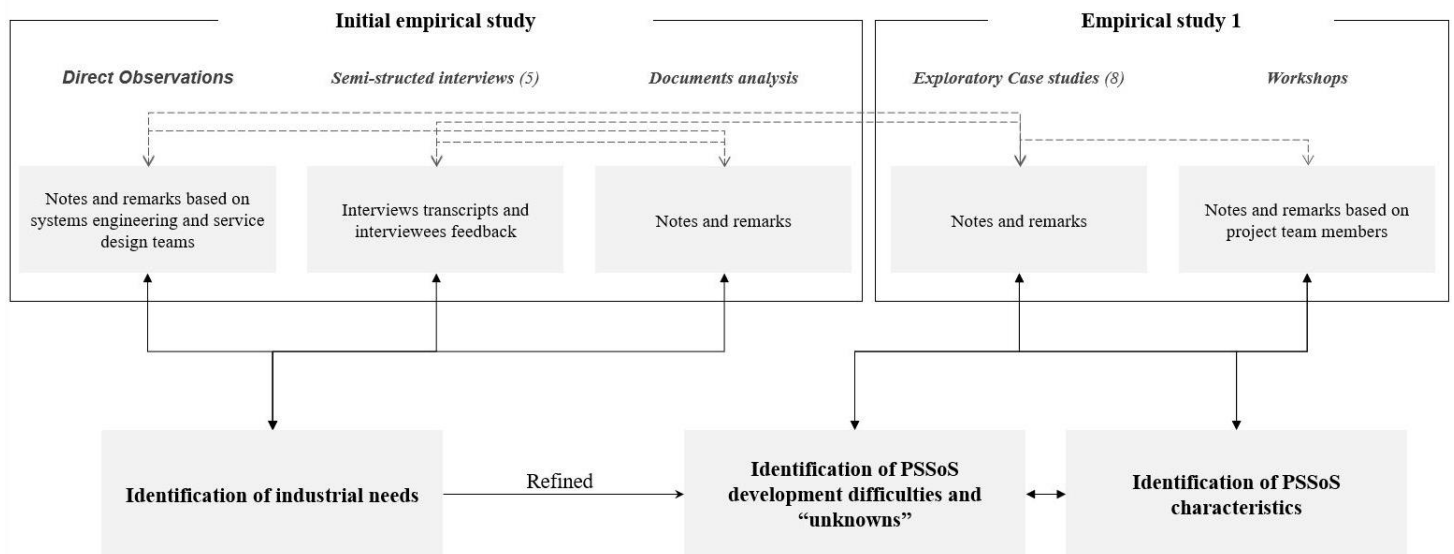 Initial empirical study
Empirical study 1
Direct Observations
Semi-structed interviews (5)
Documents analysis
Exploratory Case studies (8)
Workshops
Notes and remarks based on
systems engineering and service
design teams
Interviews transcripts and
interviewees feedback
Notes and remarks
Notes and remarks
Notes and remarks based on
project team members
Identification of industrial needs
Refined
Identification of PSSoS
development difficulties and
“unknowns”
Identification of PSSoS
characteristics